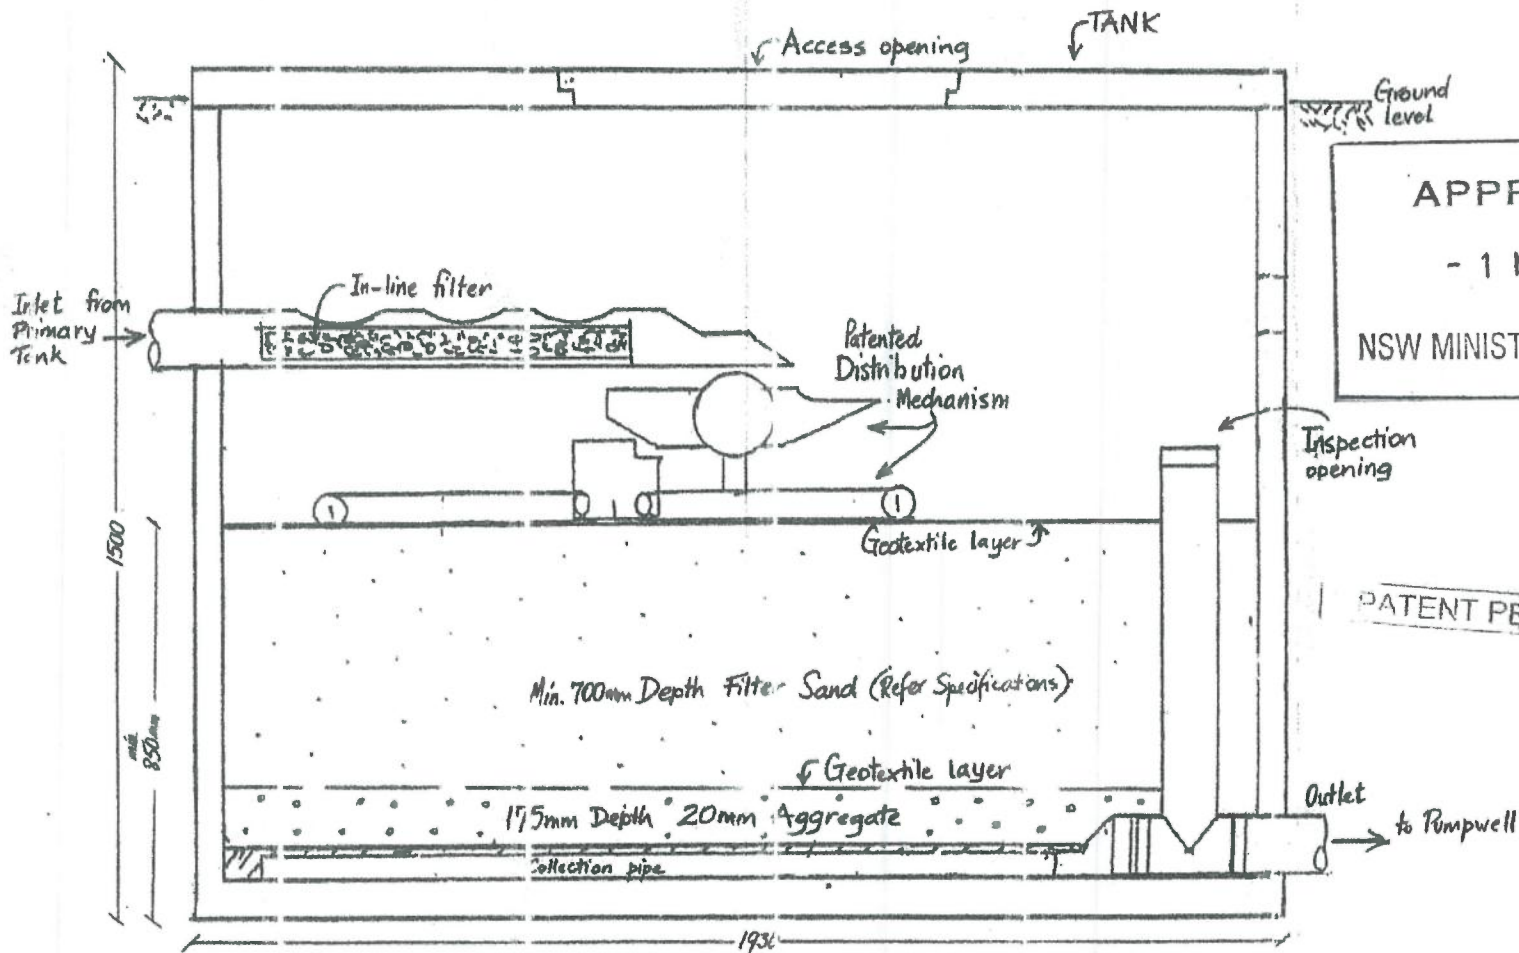 TANK
Access opening
Ground
level
APPR
- 1 M
NSW MINIST
In-line filter
Inlet from
Primary
Tank
Patented
Distribution
Mechanism
Inspection
opening
1500
Geotextile layer
PATENT PE
Min. 700mm Depth Filter Sand (Refer Specifications)
min.
850mm
Geotextile layer
175mm Depth 20mm Aggregate
Outlet
to Pumpwell
Collection pipe